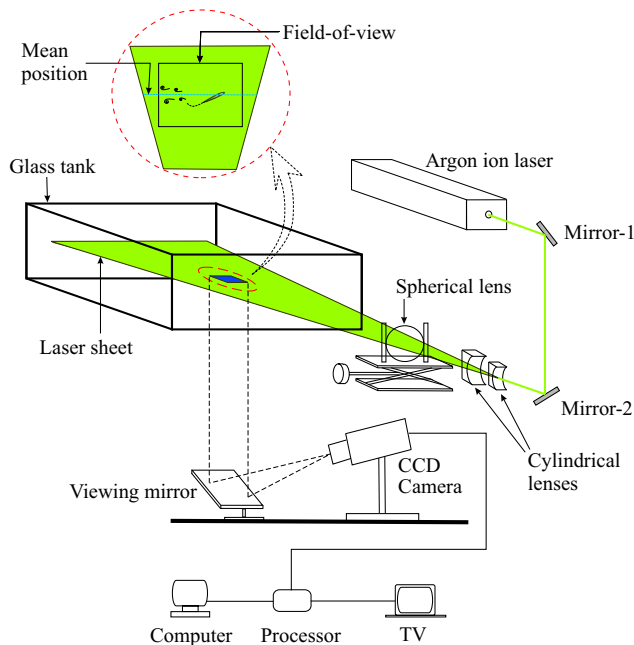 Field-of-view
Mean
position
Glass tank
Argon ion laser
Mirror-1
Spherical lens
Laser sheet
Mirror-2
Cylindrical
lenses
CCD
Camera
Viewing mirror
Computer
Processor
TV